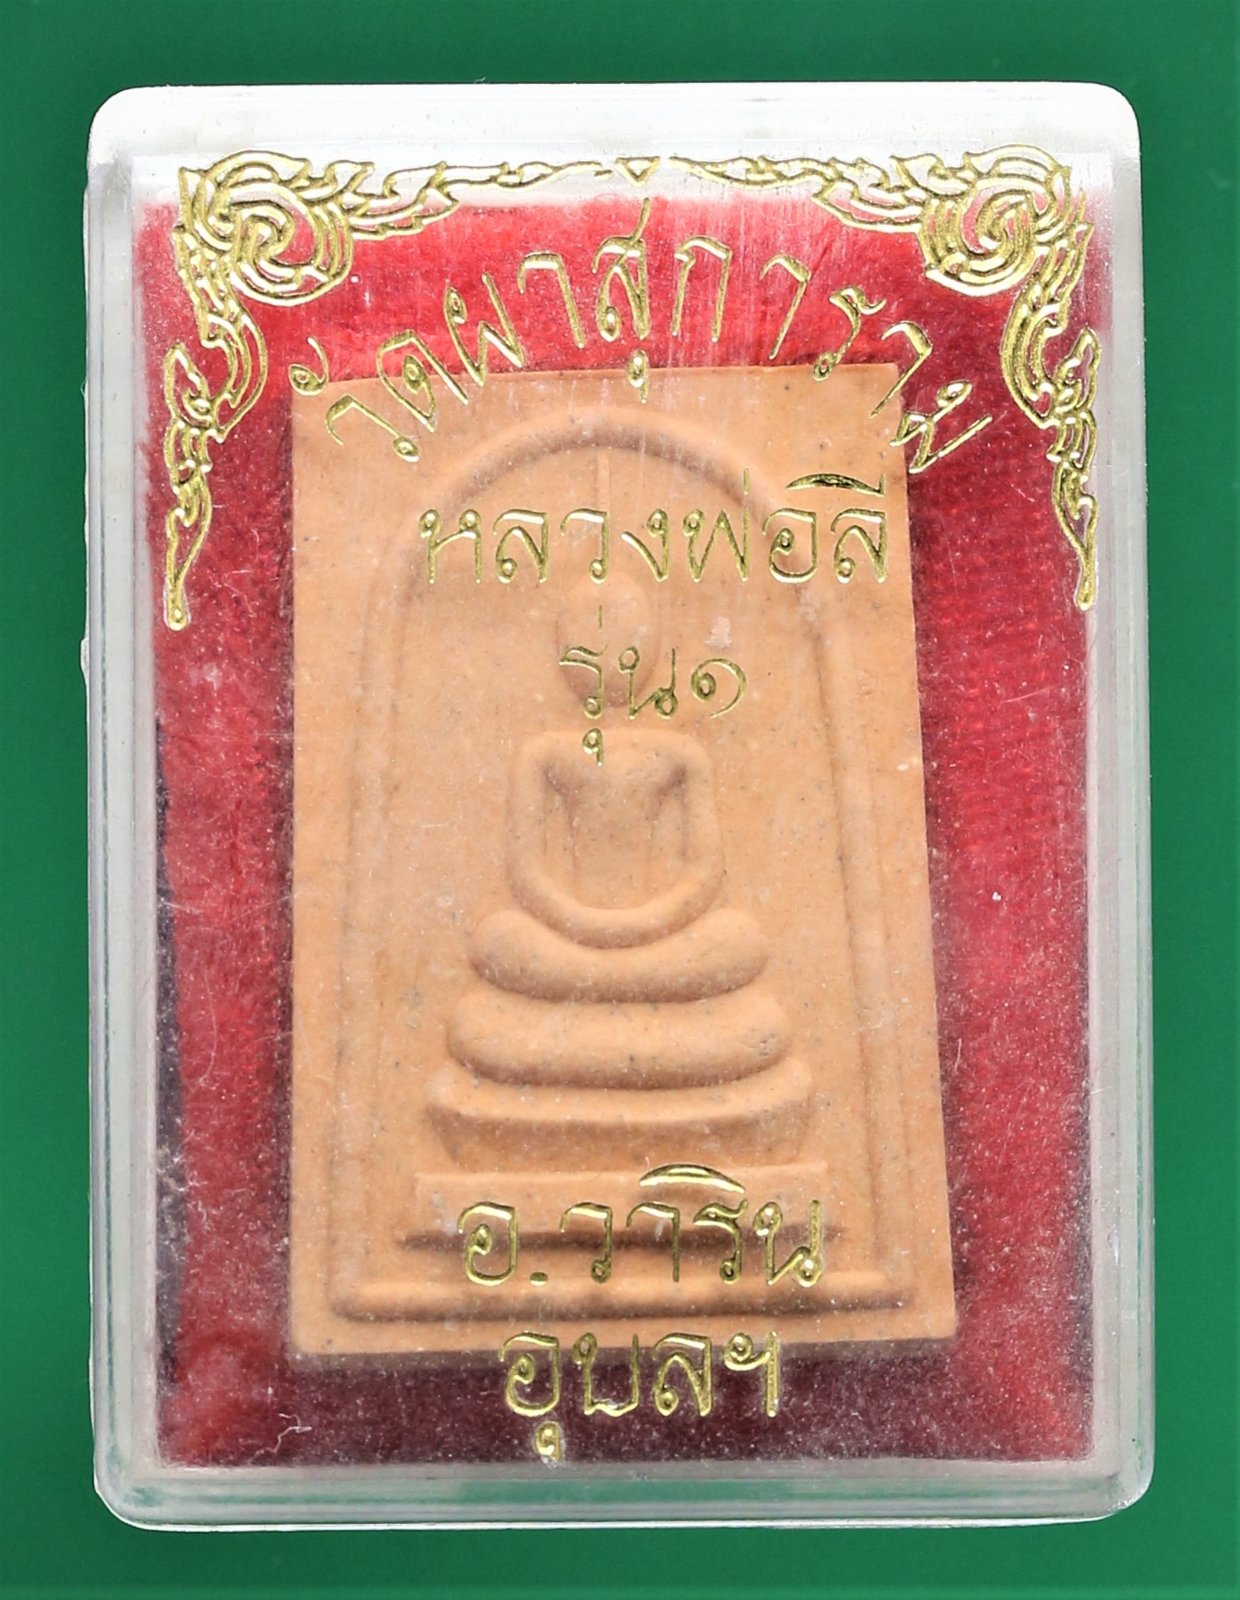 วัดผาสุการาม
หลวงพ่อลี
รุ่น๑
อ.วาริน
อุบลฯ